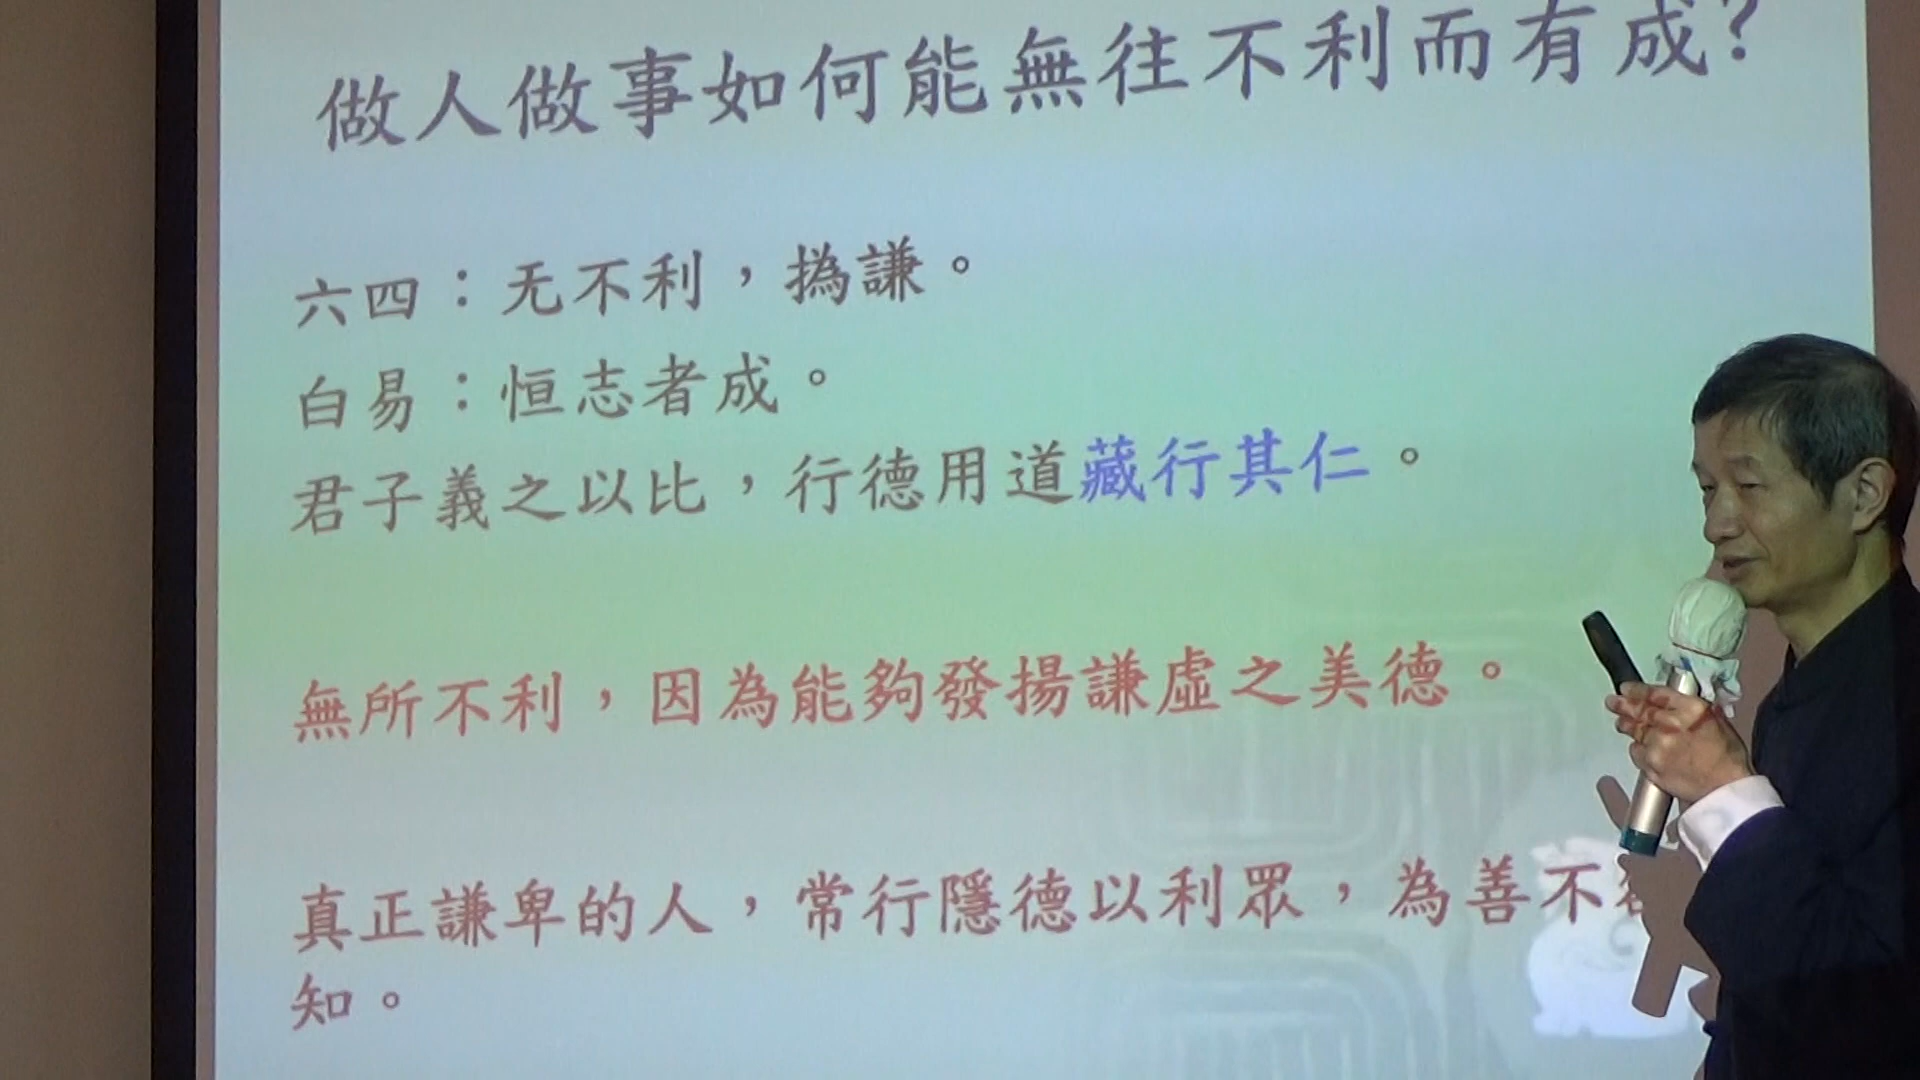 做人做事如何能無往不利而有成?
六四：无不利，撝謙。
白易：恒志者成。
君子義之以比，行德用道藏行其仁。
無所不利，因為能夠發揚謙虛之美德。
真正謙卑的人，常行隱德以利眾，為善不
知。